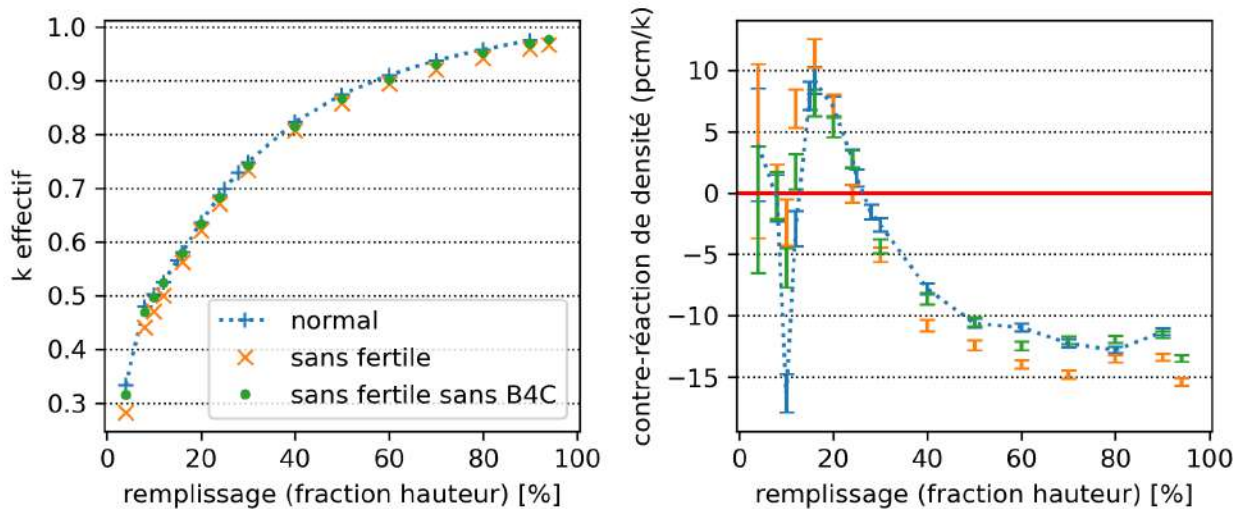 1.0
0.9
0.8
0.7
0.6
0.5
0.4
0.3
k effectif
0 20 40 60 80 100
remplissage (fraction hauteur) [%]
normal
sans fertile
sans fertile sans B4C
10
5
0
−5
−10
−15
contre-réaction de densité (pcm/k)
0 20 40 60 80 100
remplissage (fraction hauteur) [%]